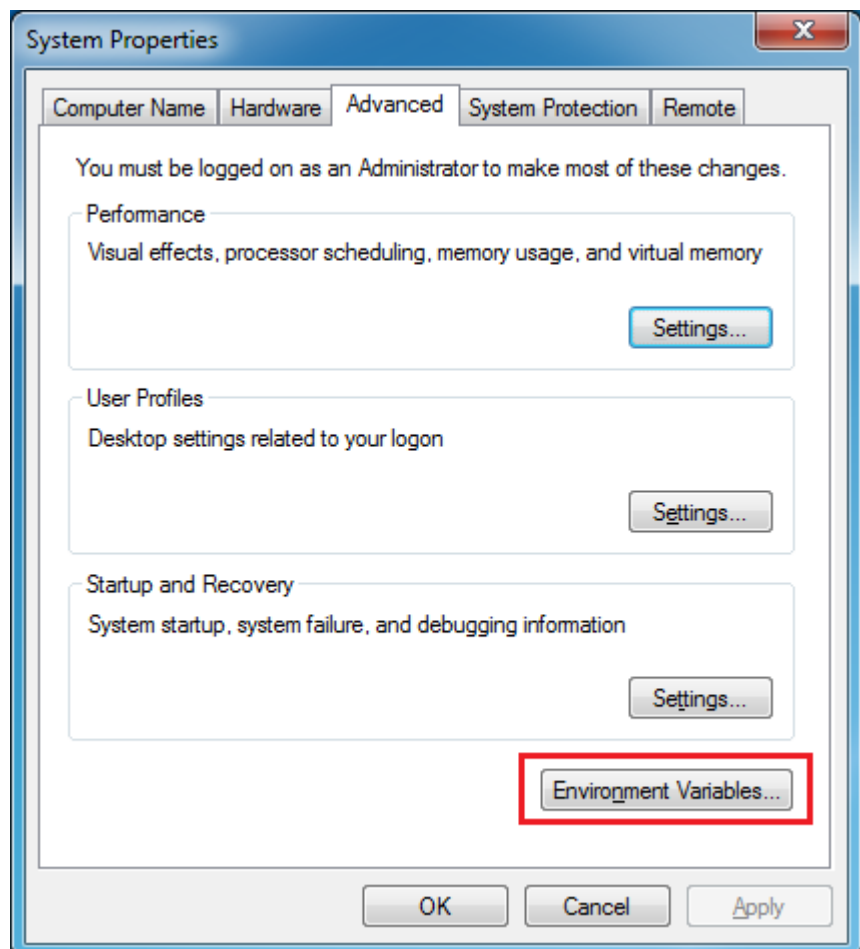 System Properties
Computer Name Hardware Advanced System Protection Remote
You must be logged on as an Administrator to make most of these changes.
Performance
Visual effects, processor scheduling, memory usage, and virtual memory
Settings...
User Profiles
Desktop settings related to your logon
Settings...
Startup and Recovery
System startup, system failure, and debugging information
Settings...
Environment Variables...
OK Cancel Apply